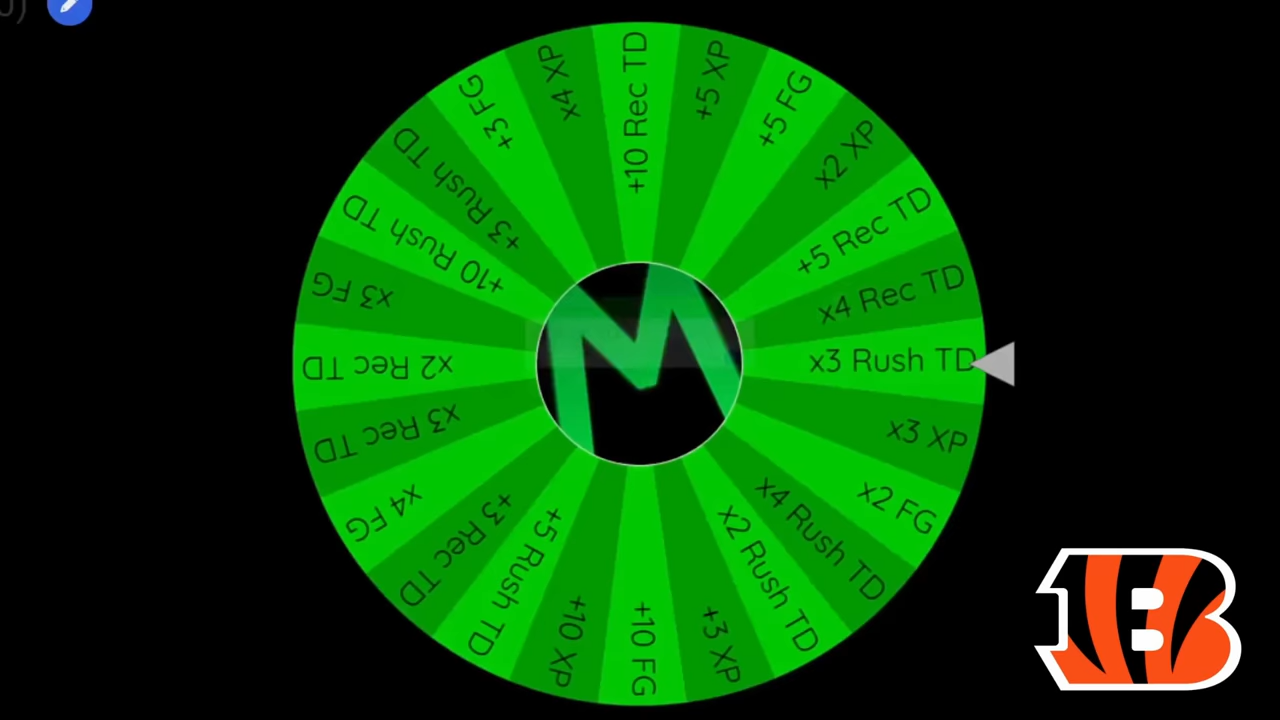 +10 Rec TD
+5 XP
+5 FG
x2 XP
+5 Rec TD
x4 Rec TD
x3 Rush TD
x3 XP
x2 FG
x4 Rush TD
x2 Rush TD
+3 XP
+10 FG
+10 XP
+5 Rush TD
+3 Rec TD
x4 FG
x3 Rec TD
x2 Rec TD
x3 FG
+10 Rush TD
+3 Rush TD
+3 FG
x4 XP
M
B